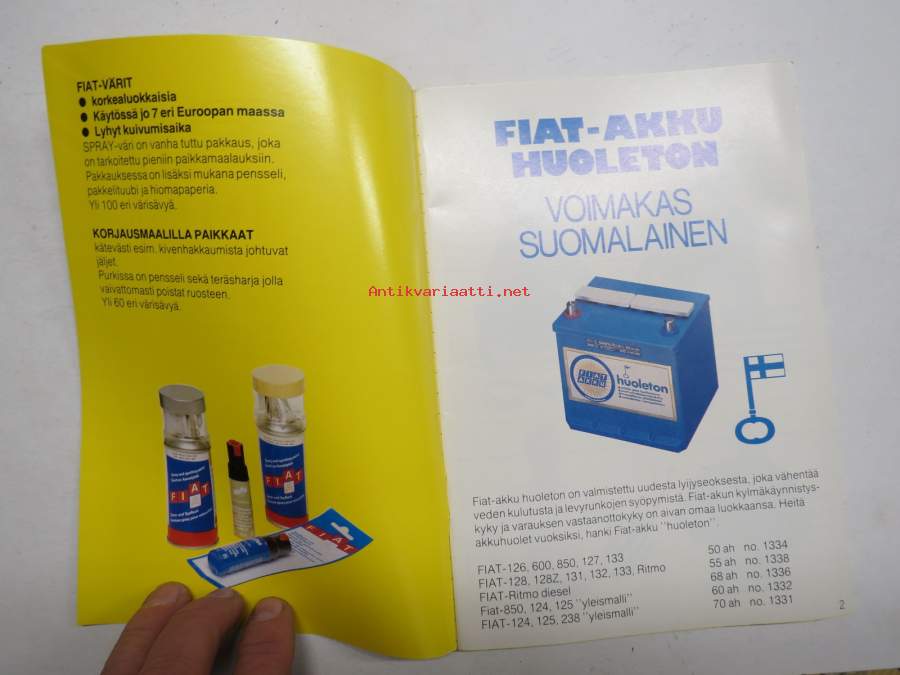 FIAT-VÄRIT
● korkealuokkaisia
● Käytössä jo 7 eri Euroopan maassa
● Lyhyt kuivumisaika
SPRAY-väri on vanha tuttu pakkaus, joka
on tarkoitettu pieniin paikkamaalauksiin.
Pakkauksessa on lisäksi mukana pensseli,
pakkelituubi ja hiomapaperia.
Yli 100 eri värisävyä.
KORJAUSMAALILLA PAIKKAAT
kätevästi esim. kivenhakkaumista johtuvat
jäljet.
Purkissa on pensseli sekä teräsharja jolla
vaivattomasti poistat ruosteen.
Yli 60 eri värisävyä.
FIAT
FIAT
FIAT
Antikvariaatti.net
FIAT-AKKU
HUOLETON
VOIMAKAS
SUOMALAINEN
FIAT
huoleton
Fiat-akku huoleton on valmistettu uudesta lyijyseoksesta, joka vähentää
veden kulutusta ja levyrunkojen syöpymistä. Fiat-akun kylmäkäynnistys-
kyky ja varauksen vastaanottokyky on aivan omaa luokkaansa. Heitä
akkuhuolet vuosiksi, hanki Fiat-akku ''huoleton''.
FIAT-126, 600, 850, 127, 133 50 ah no. 1334
FIAT-128, 128Z, 131, 132, 133, Ritmo 55 ah no. 1338
FIAT-Ritmo diesel 68 ah no. 1336
Fiat-850, 124, 125 ''yleismalli'' 60 ah no. 1332
FIAT-124, 125, 238 ''yleismalli'' 70 ah no. 1331
2